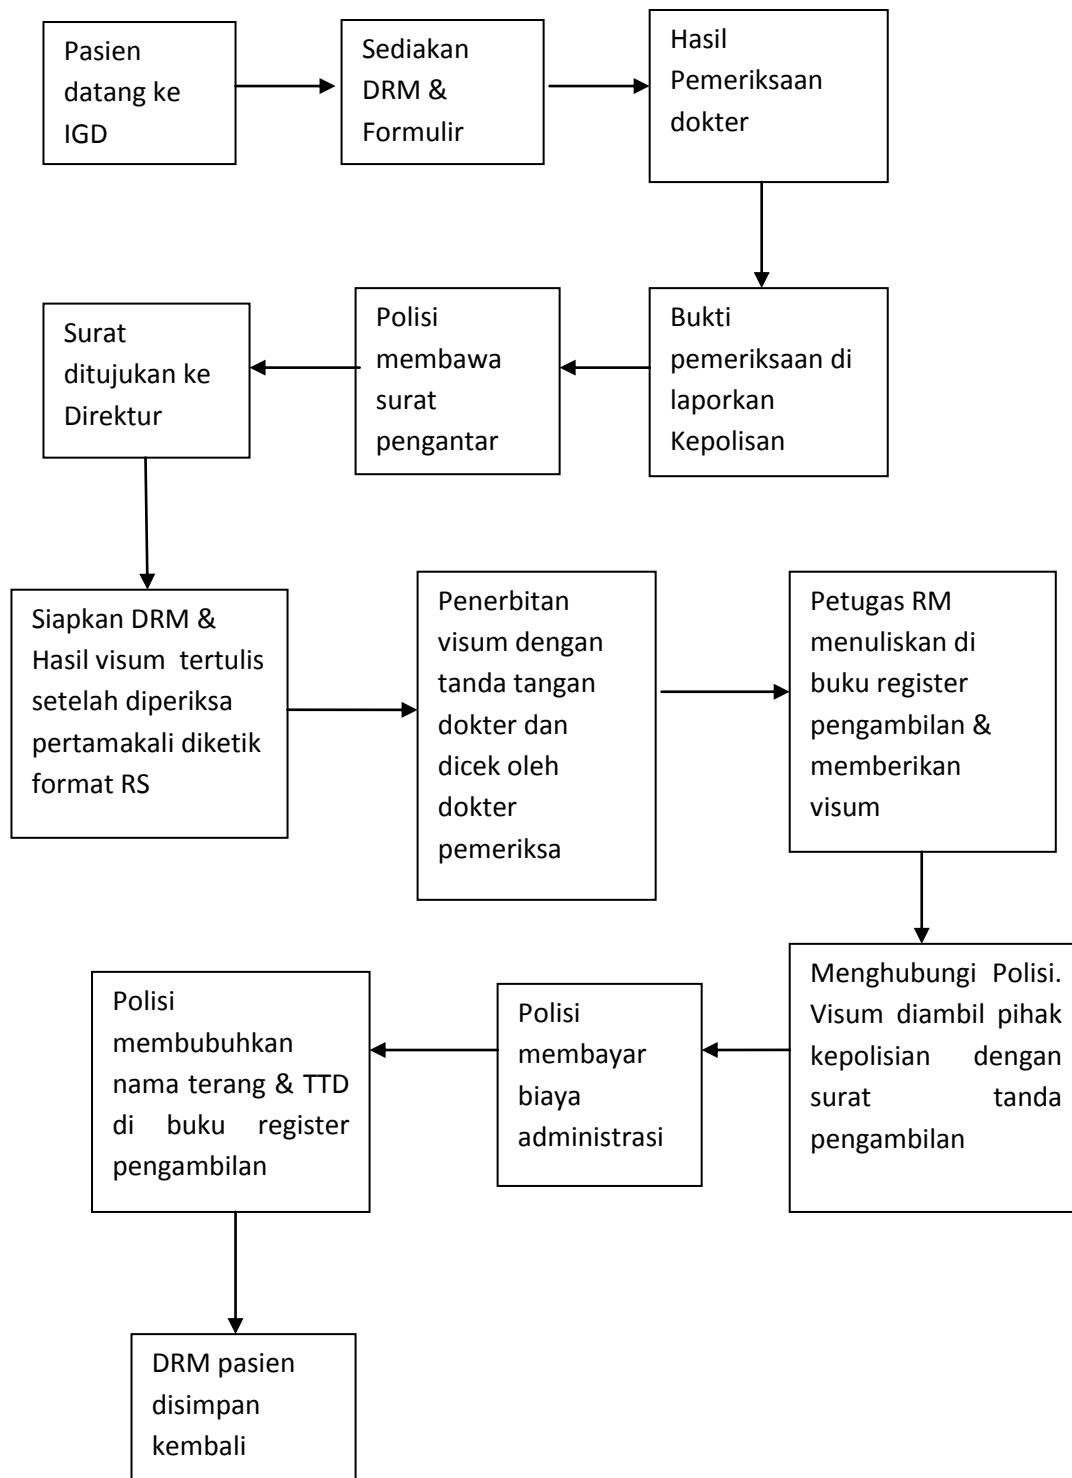 Pasien
datang ke
IGD
Sediakan
DRM &
Formulir
Hasil
Pemeriksaan
dokter
Bukti
pemeriksaan di
laporkan
Kepolisan
Polisi
membawa
surat
pengantar
Surat
ditujukan ke
Direktur
Siapkan DRM &
Hasil visum tertulis
setelah diperiksa
pertamakali diketik
format RS
Penerbitan
visum dengan
tanda tangan
dokter dan
dicek oleh
dokter
pemeriksa
Petugas RM
menuliskan di
buku register
pengambilan &
memberikan
visum
Menghubungi Polisi.
Visum diambil pihak
kepolisian dengan
surat tanda
pengambilan
Polisi
membayar
biaya
administrasi
Polisi
membubuhkan
nama terang & TTD
di buku register
pengambilan
DRM pasien
disimpan
kembali